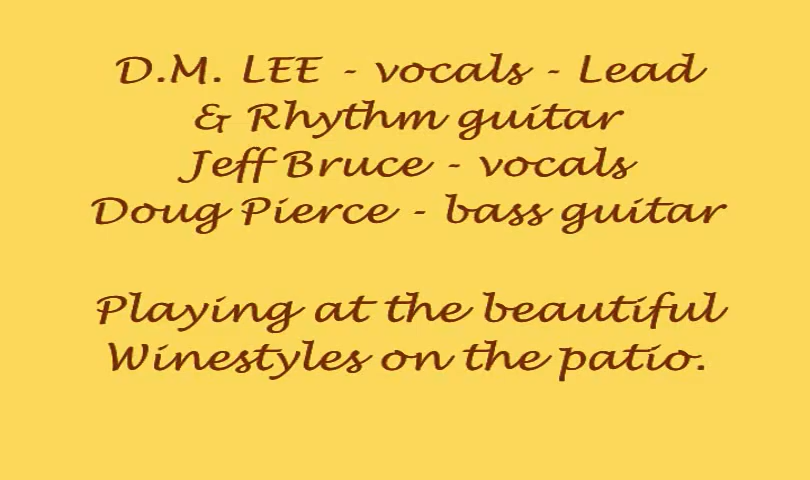 D.M. LEE - vocals - Lead
& Rhythm guitar
Jeff Bruce - vocals
Doug Pierce - bass guitar
Playing at the beautiful
Winestyles on the patio.